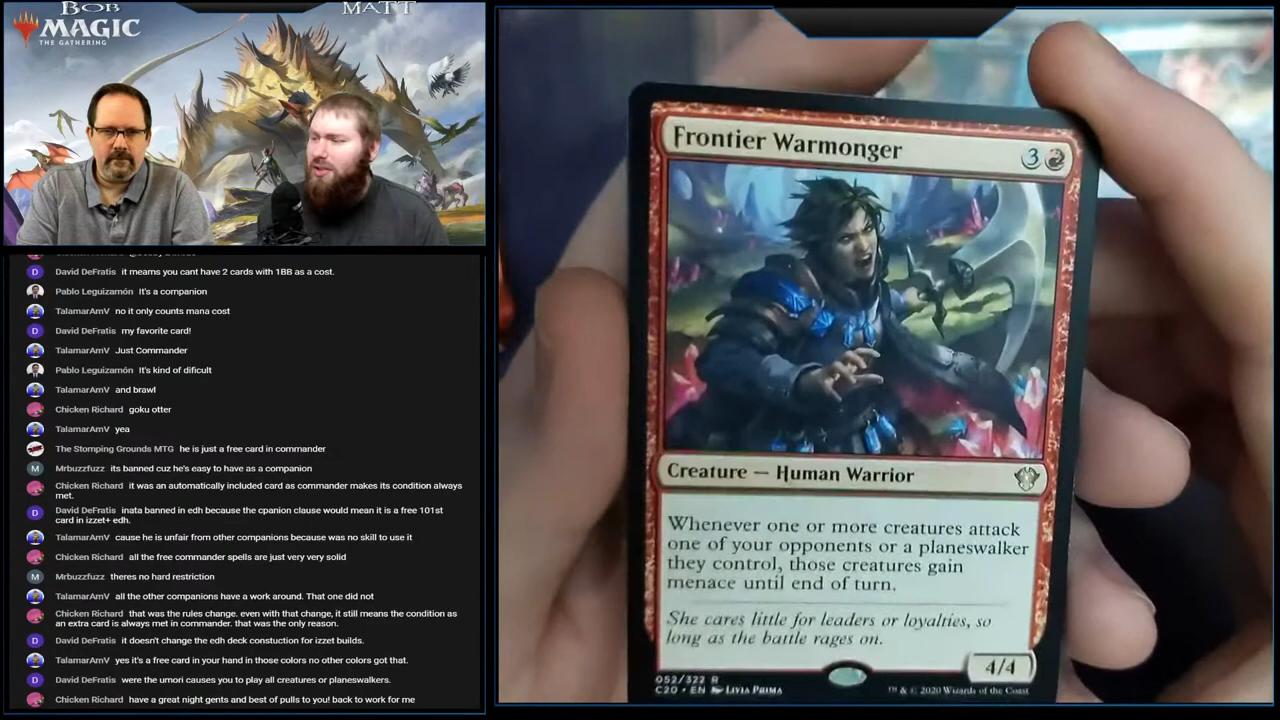 BOB
MATT
MAGIC
THE GATHERING
David DeFratis it mearns you cant have 2 cards with 1BB as a cost.
Pablo Leguizamón It's a companion
TalamarAmV no it only counts mana cost
David DeFratis my favorite card!
TalamarAmV Just Commander
Pablo Leguizamón It's kind of dificult
TalamarAmV and brawl
Chicken Richard goku otter
TalamarAmV yea
The Stomping Grounds MTG he is just a free card in commander
Mrbuzzfuzz its banned cuz he's easy to have as a companion
Chicken Richard it was an automatically included card as commander makes its condition always
met.
David DeFratis inata banned in edh because the cpanion clause would mean it is a free 101st
card in izzet+ edh.
TalamarAmV cause he is unfair from other companions because was no skill to use it
Chicken Richard all the free commander spells are just very very solid
Mrbuzzfuzz theres no hard restriction
TalamarAmV all the other companions have a work around. That one did not
Chicken Richard that was the rules change. even with that change, it still means the condition as
an extra card is always met in commander. that was the only reason.
David DeFratis it doesn't change the edh deck constuction for izzet builds.
TalamarAmV yes it's a free card in your hand in those colors no other colors got that.
David DeFratis were the umori causes you to play all creatures or planeswalkers.
Chicken Richard have a great night gents and best of pulls to you! back to work for me
Frontier Warmonger
3
Creature — Human Warrior
Whenever one or more creatures attack
one of your opponents or a planeswalker
they control, those creatures gain
menace until end of turn.
She cares little for leaders or loyalties, so
long as the battle rages on.
4/4
052/322 R
C20 • EN LIVIA PRIMA
™ & © 2020 Wizards of the Coast